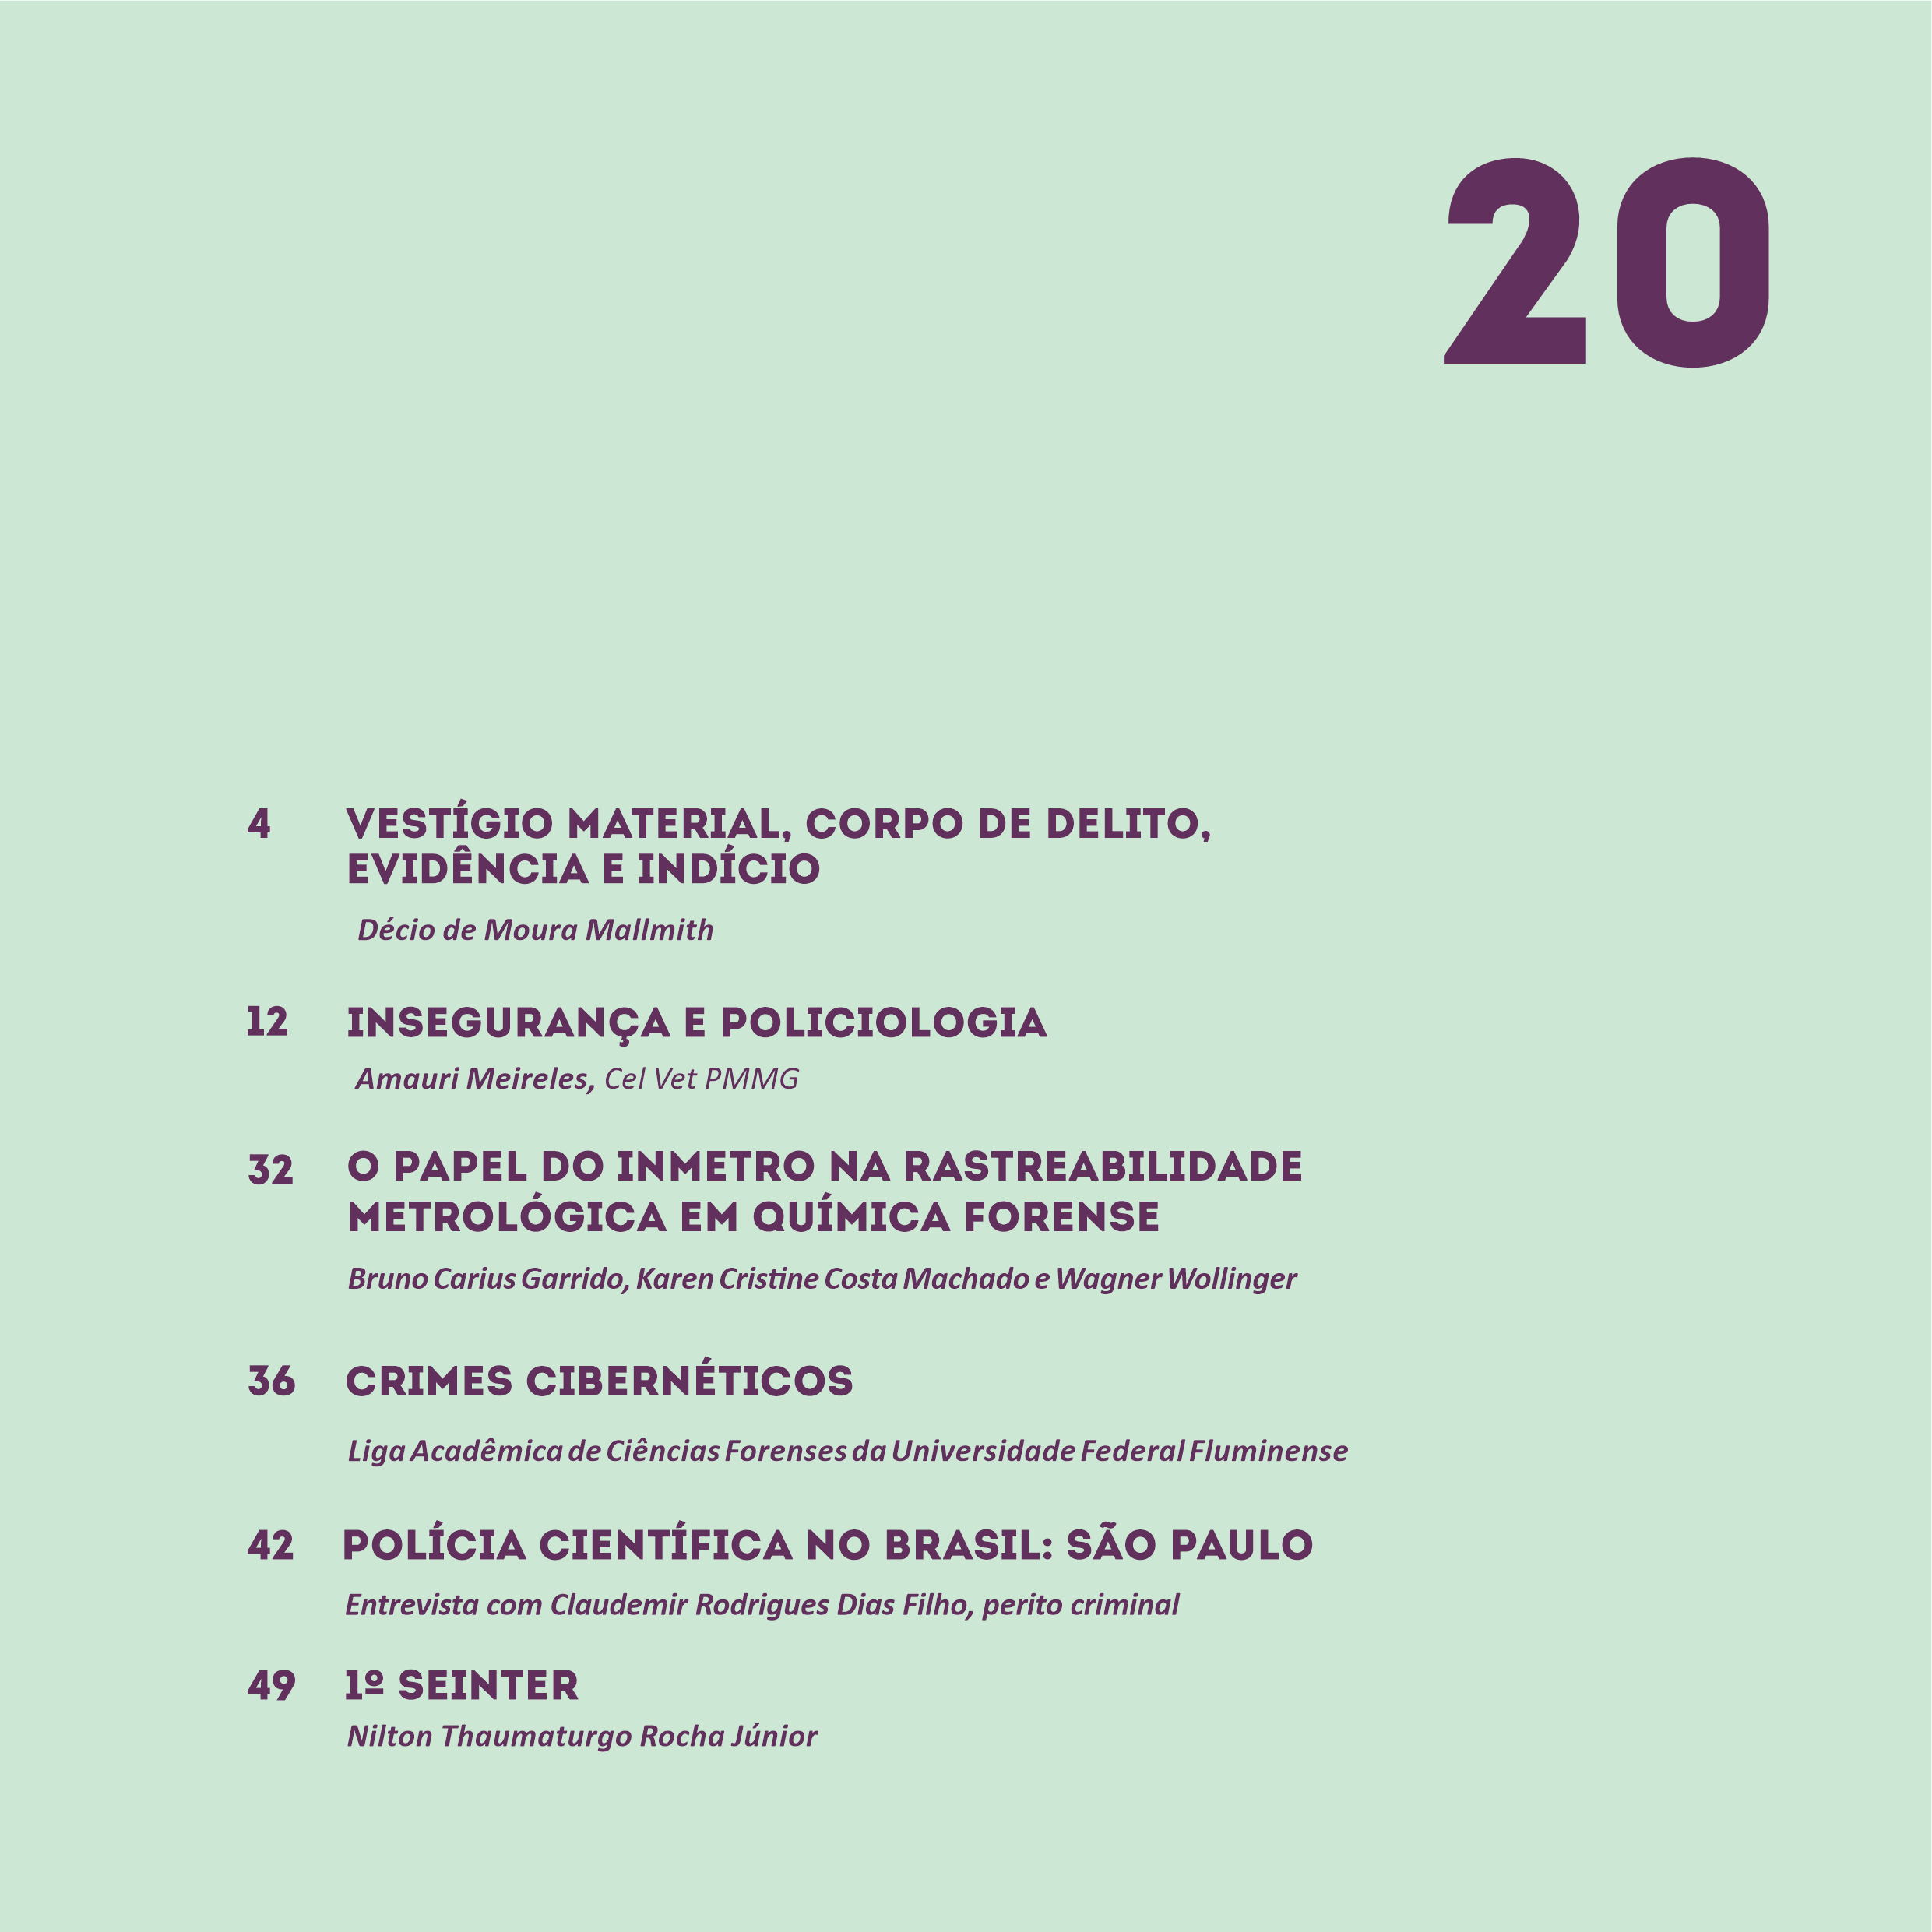 20
4 VESTÍGIO MATERIAL, CORPO DE DELITO,
EVIDÊNCIA E INDÍCIO
Décio de Moura Mallmith
12 INSEGURANÇA E POLICIOLOGIA
Amauri Meireles, Cel Vet PMMG
32 O PAPEL DO INMETRO NA RASTREABILIDADE
METROLÓGICA EM QUÍMICA FORENSE
Bruno Carius Garrido, Karen Cristine Costa Machado e Wagner Wollinger
36 CRIMES CIBERNÉTICOS
Liga Acadêmica de Ciências Forenses da Universidade Federal Fluminense
42 POLÍCIA CIENTÍFICA NO BRASIL: SÃO PAULO
Entrevista com Claudemir Rodrigues Dias Filho, perito criminal
49 1º SEINTER
Nilton Thaumaturgo Rocha Júnior